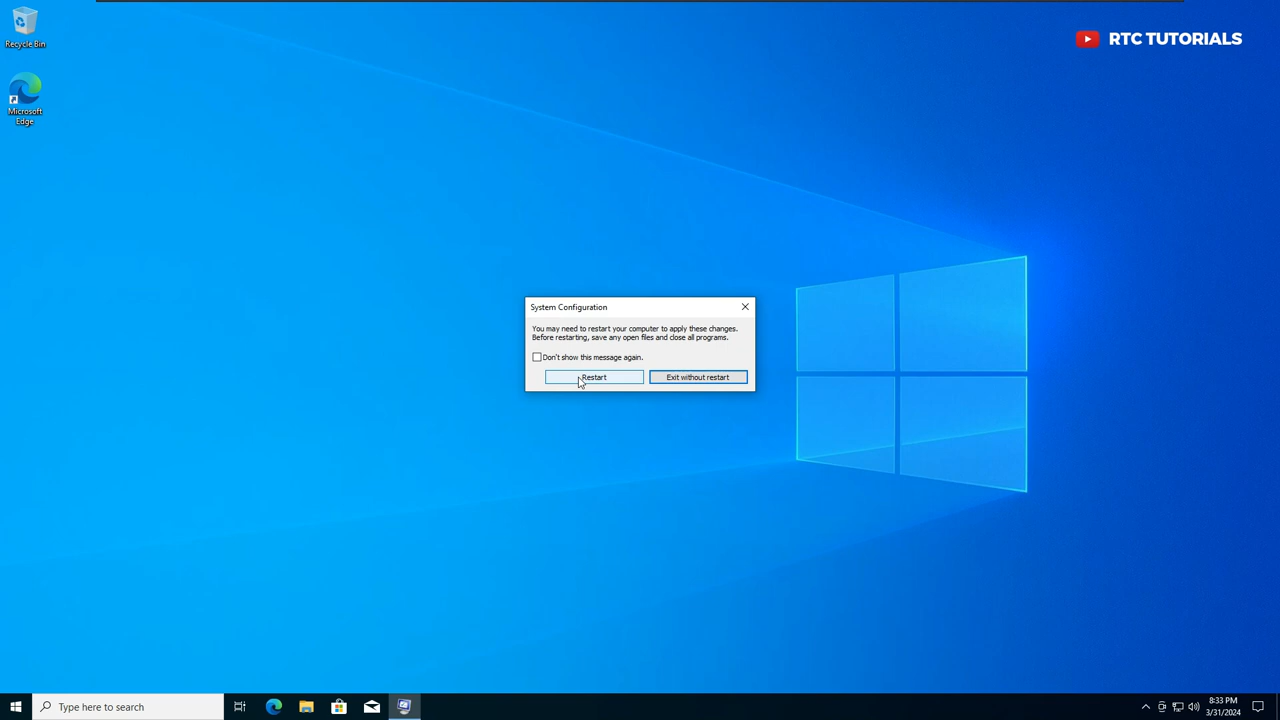 Recycle Bin
RTC TUTORIALS
Microsoft
Edge
System Configuration
You may need to restart your computer to apply these changes.
Before restarting, save any open files and close all programs.
Don't show this message again.
Restart
Exit without restart
Type here to search
8:33 PM
3/31/2024